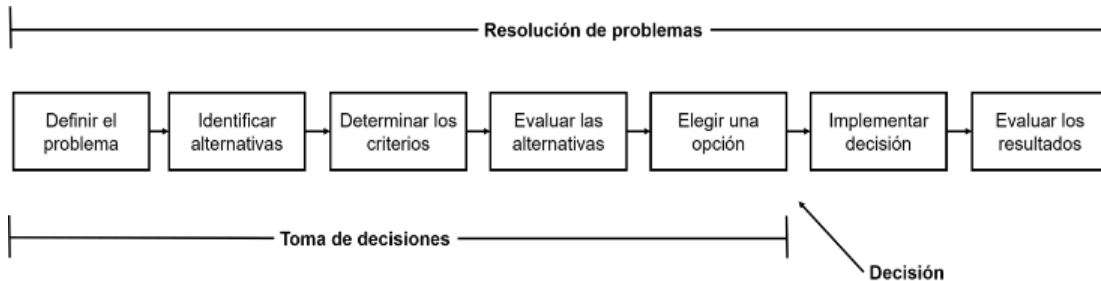 Resolución de problemas
Definir el
problema
Identificar
alternativas
Determinar los
criterios
Evaluar las
alternativas
Elegir una
opción
Implementar
decisión
Evaluar los
resultados
Toma de decisiones
Decisión